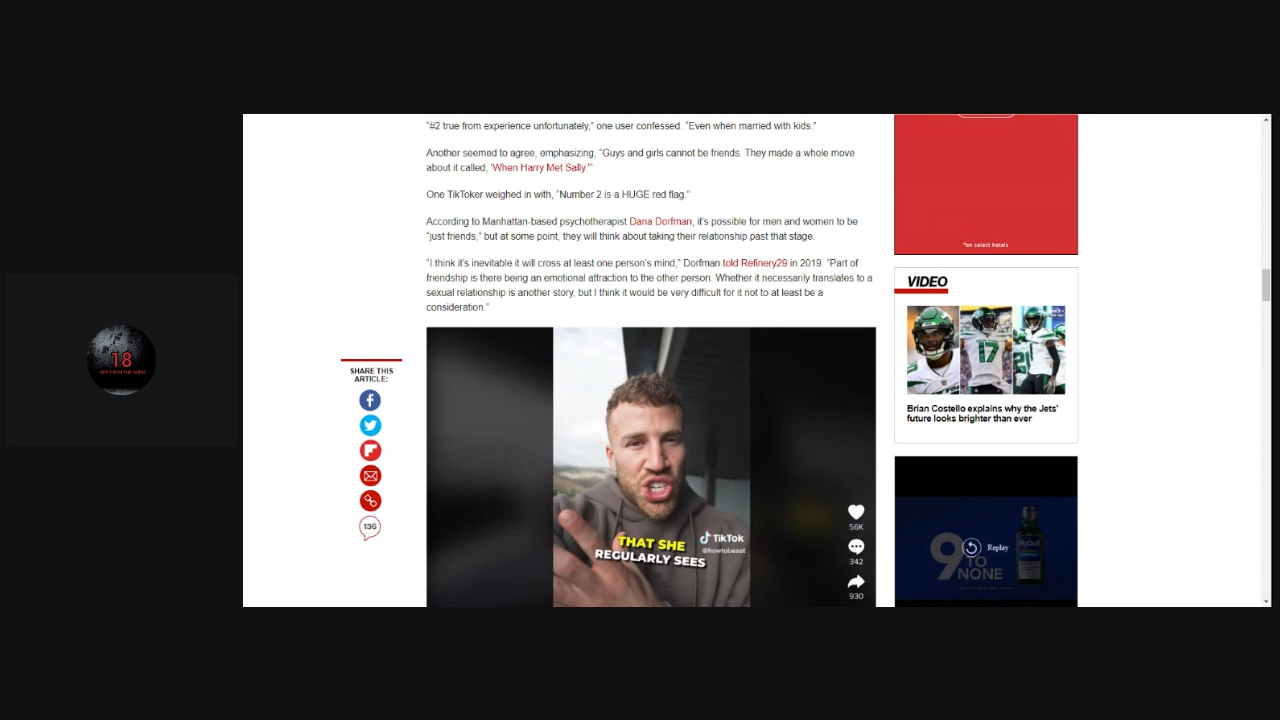 "#2 true from experience unfortunately," one user confessed. "Even when married with kids."
Another seemed to agree, emphasizing, "Guys and girls cannot be friends. They made a whole move
about it called, 'When Harry Met Sally.'"
One TikToker weighed in with, "Number 2 is a HUGE red flag."
According to Manhattan-based psychotherapist Dana Dorfman, it's possible for men and women to be
"just friends," but at some point, they will think about taking their relationship past that stage.
"I think it's inevitable it will cross at least one person's mind," Dorfman told Refinery29 in 2019. "Part of
friendship is there being an emotional attraction to the other person. Whether it necessarily translates to a
sexual relationship is another story, but I think it would be very difficult for it not to at least be a
consideration."
SHARE THIS
ARTICLE:
136
18
THAT SHE
REGULARLY SEES
TikTok
@howtobeast
56K
342
930
*on select hotels
VIDEO
17
Brian Costello explains why the Jets'
future looks brighter than ever
9
TO
NONE
Replay
NyQuil